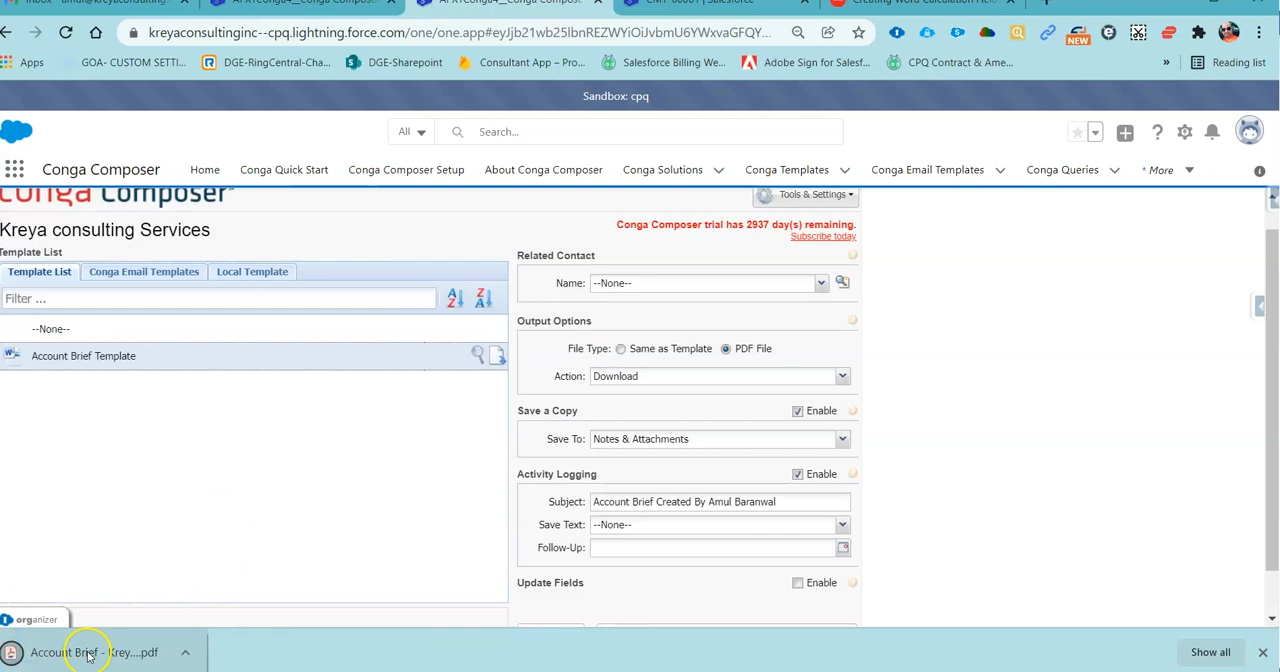 kreyaconsultinginc--cpq.lightning.force.com/one/one.app#eyJjb21wb25lbnREZWYiOiJvbmU6YWxvaGFQ...
Apps GOA- CUSTOM SETTI... DGE-RingCentral-Cha... DGE-Sharepoint Consultant App – Pro... Salesforce Billing We... Adobe Sign for Salesf... CPQ Contract & Ame... » Reading list
NEW
Sandbox: cpq
All Search...
Conga Composer Home Conga Quick Start Conga Composer Setup About Conga Composer Conga Solutions Conga Templates Conga Email Templates Conga Queries * More
conga Composer
Tools & Settings
Conga Composer trial has 2937 day(s) remaining.
Subscribe today
Kreya consulting Services
Template List
Template List Conga Email Templates Local Template
Filter ...
--None--
Account Brief Template
Related Contact
Name: --None--
Output Options
File Type: Same as Template PDF File
Action: Download
Save a Copy Enable
Save To: Notes & Attachments
Activity Logging Enable
Subject: Account Brief Created By Amul Baranwal
Save Text: --None--
Follow-Up:
Update Fields Enable
organizer
Account Brief - Krey....pdf
Show all